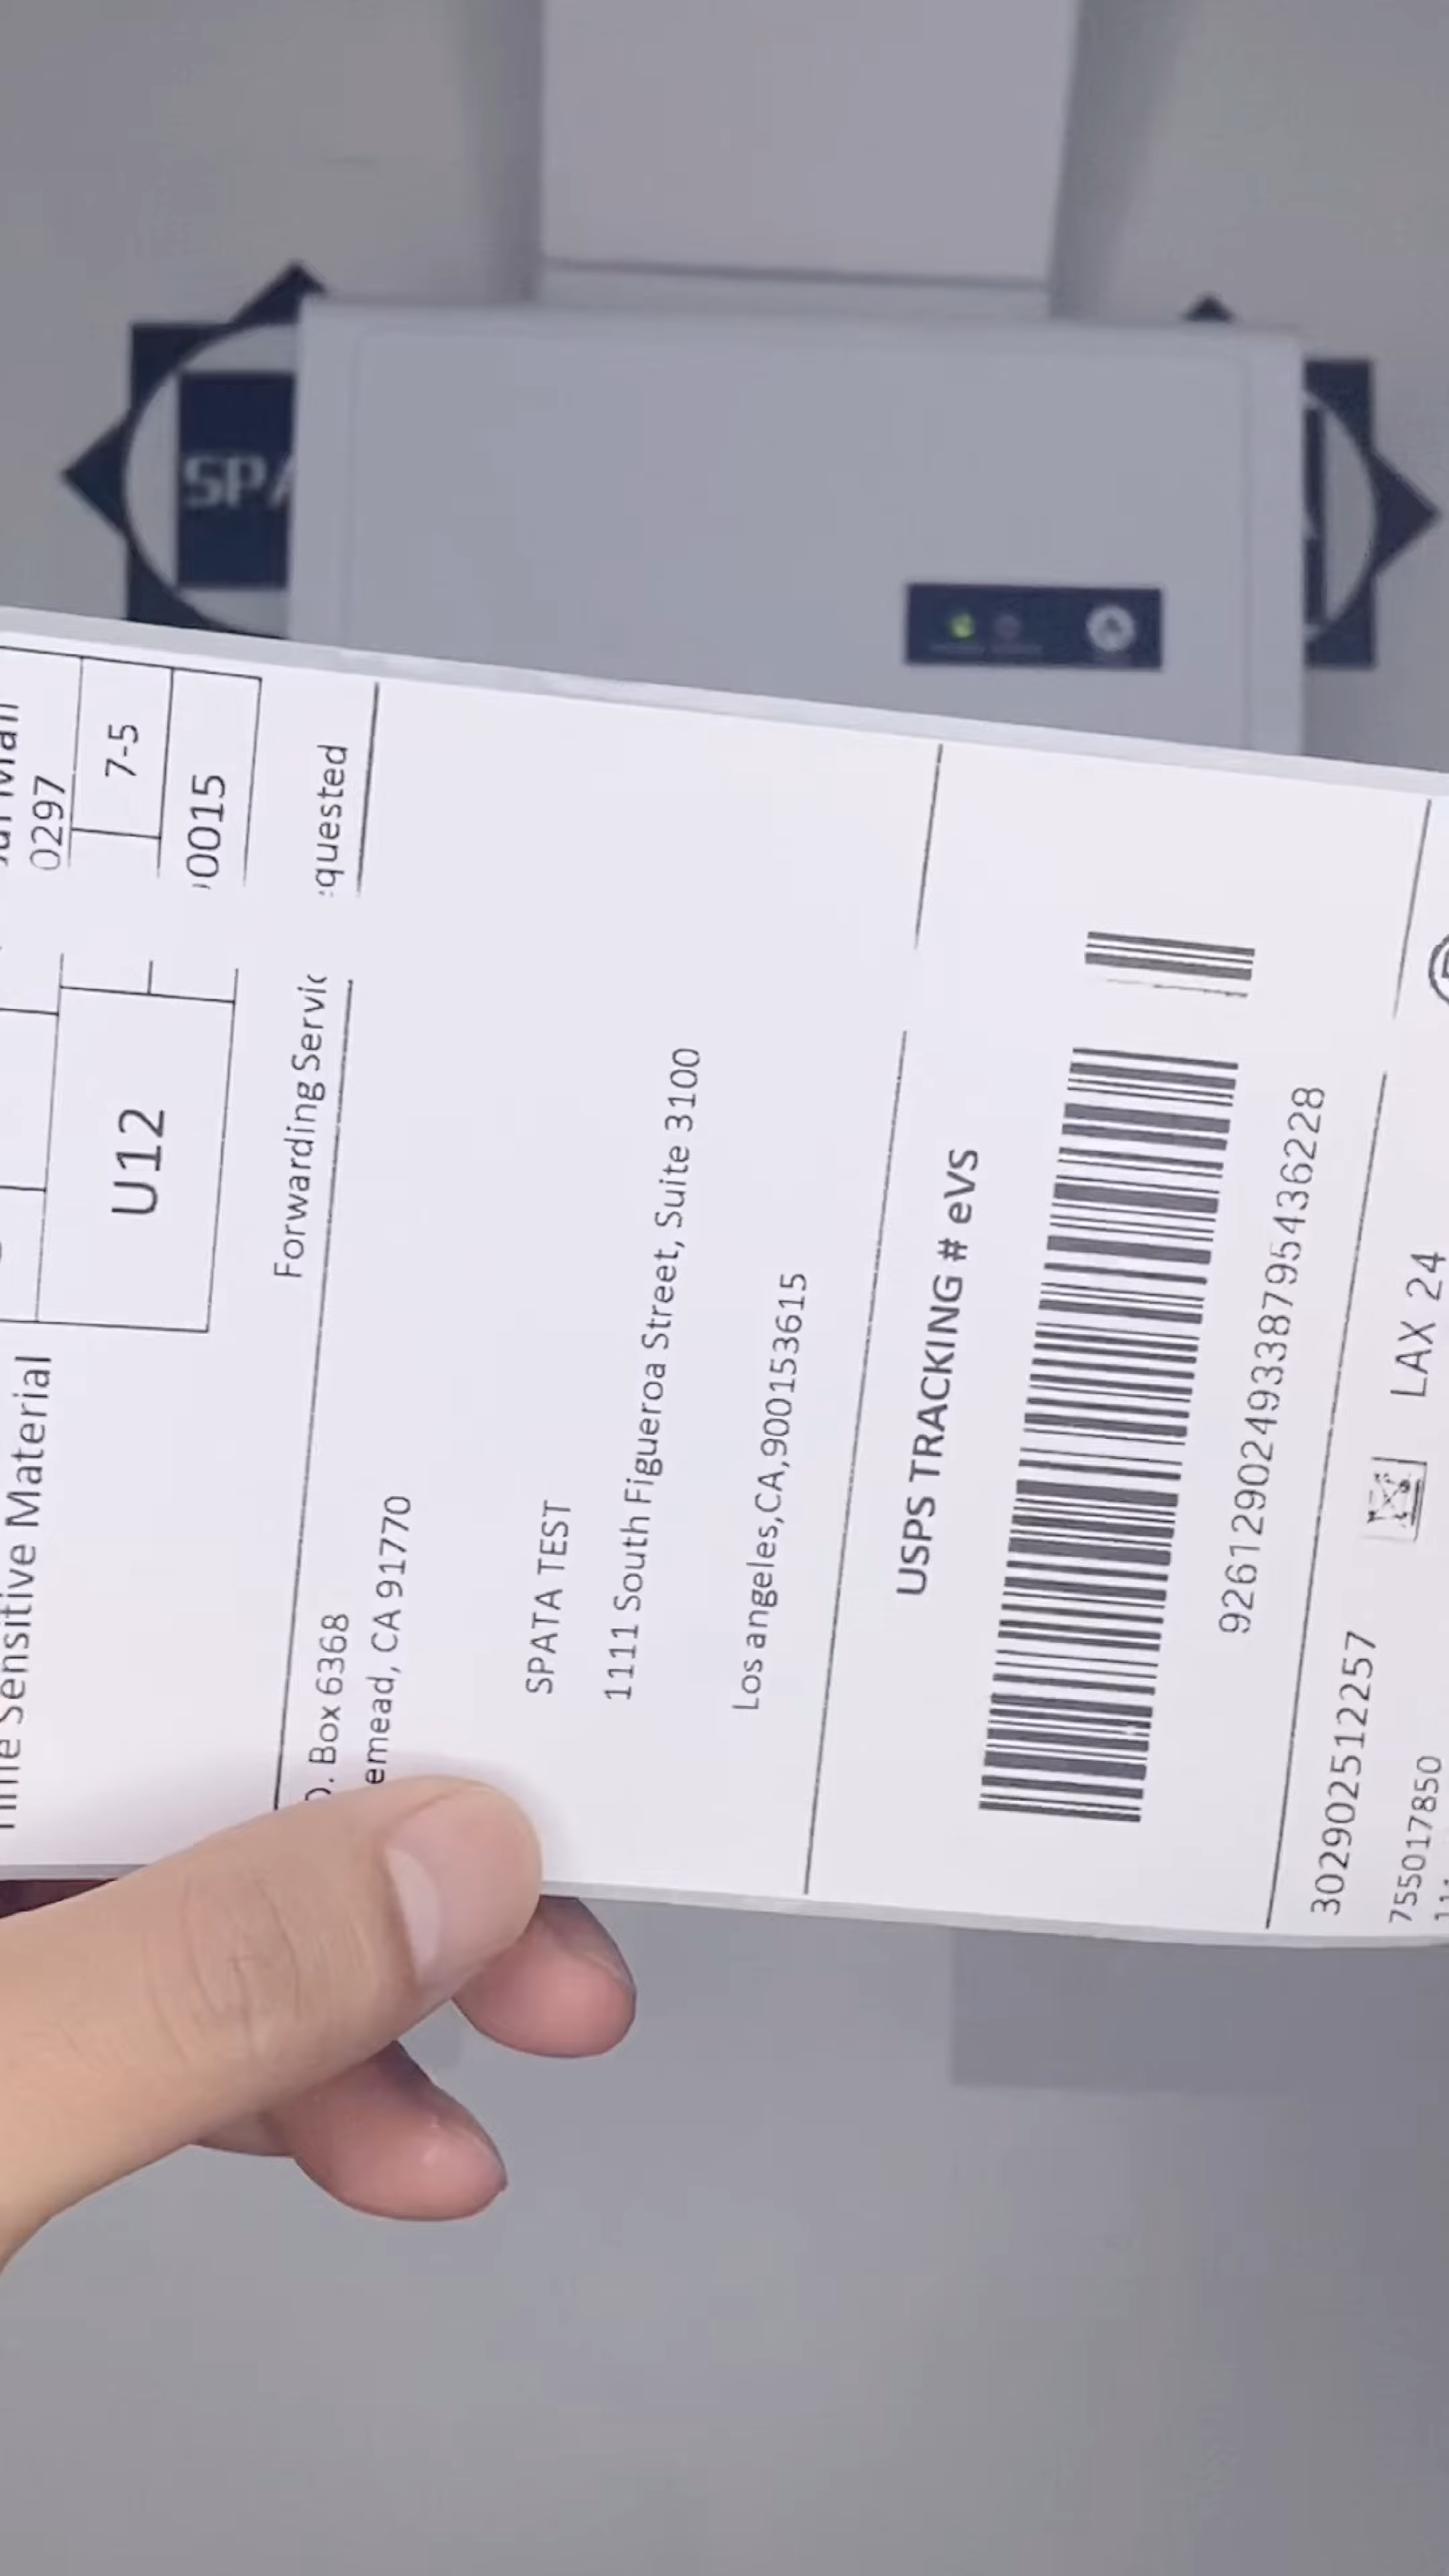 SPA
0297
7-5
0015
U12
Sensitive Material
Forwarding Servic quested
. Box 6368
emead, CA 91770
SPATA TEST
1111 South Figueroa Street, Suite 3100
Los angeles,CA,900153615
USPS TRACKING # eVS
9261290249338795436228
302902512257
LAX 24
755017850